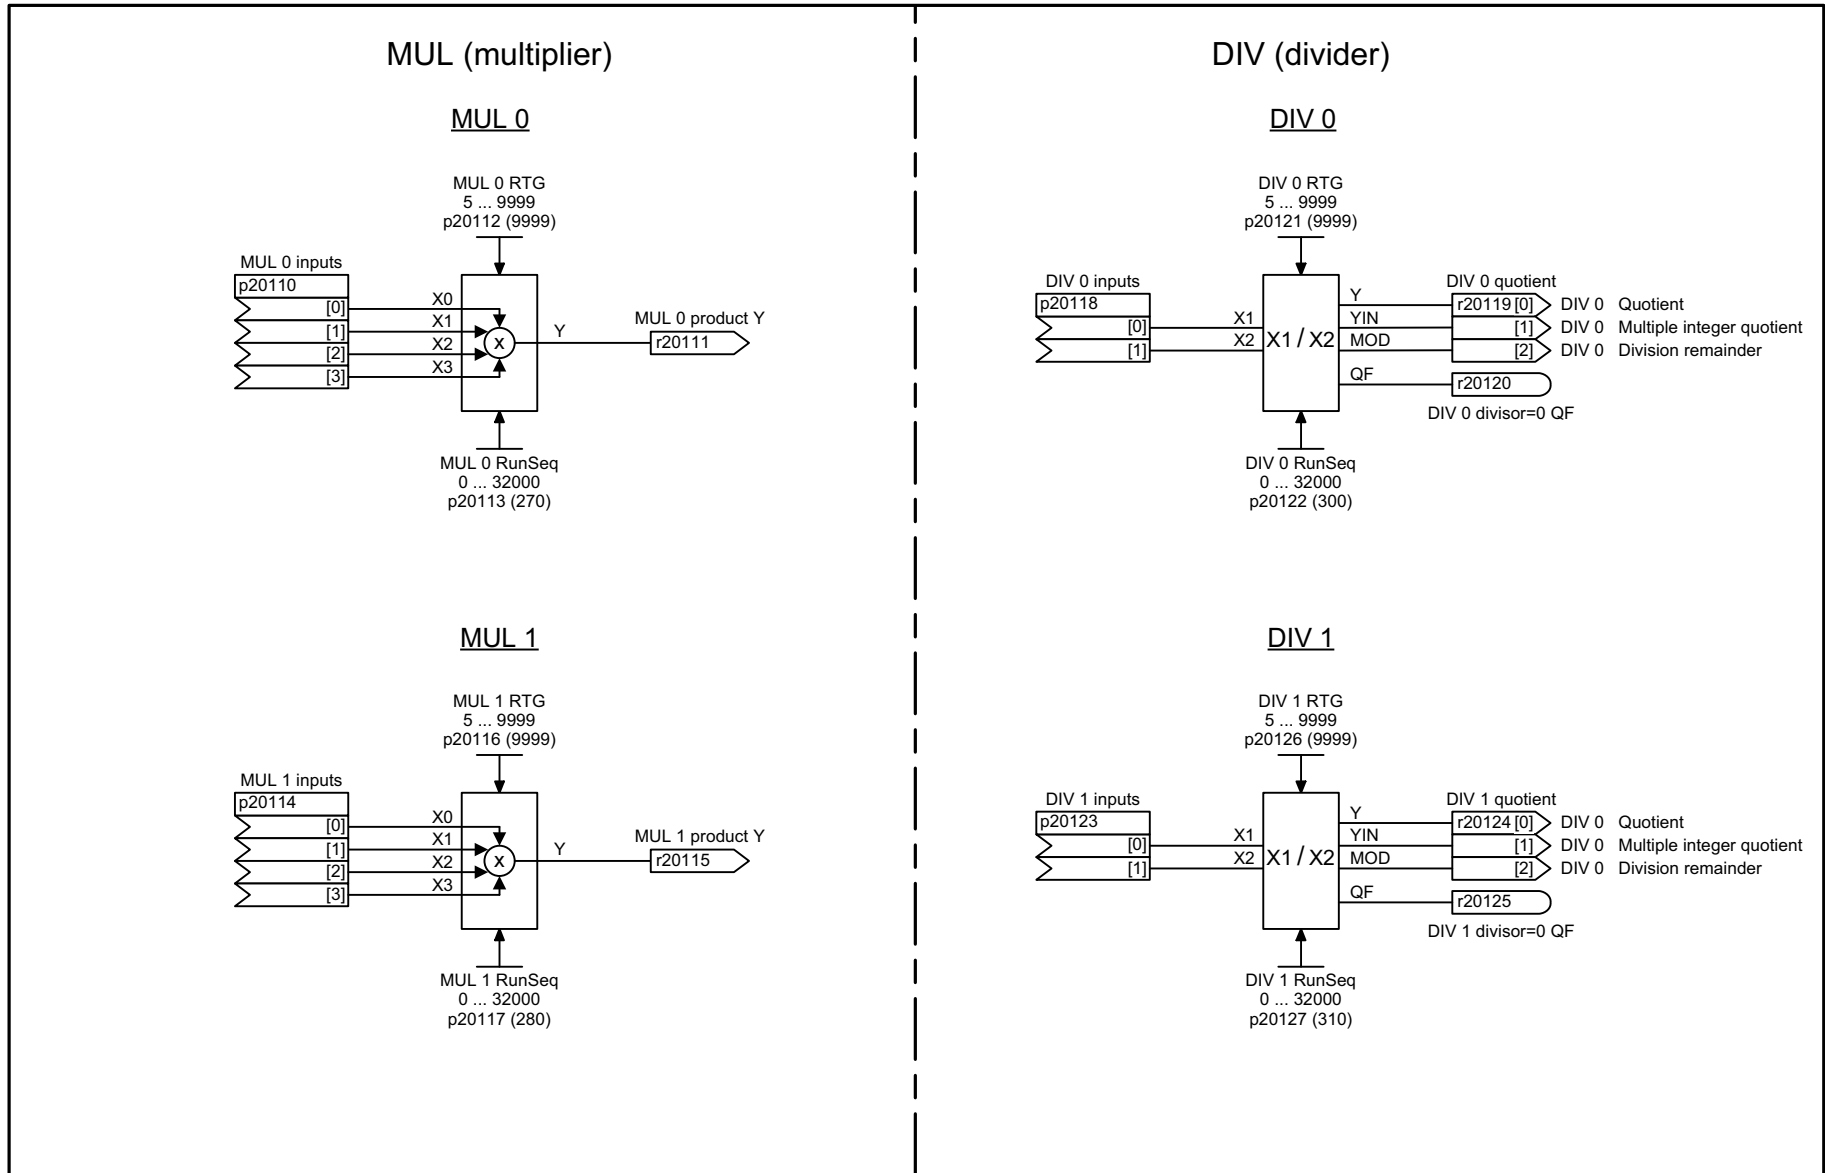 MUL (multiplier)
MUL 0
MUL 0 RTG
5 ... 9999
p20112 (9999)
MUL 0 inputs
p20110
[0]
[1]
[2]
[3]
X0
X1
X2
X3
x
Y
MUL 0 product Y
r20111
MUL 0 RunSeq
0 ... 32000
p20113 (270)
MUL 1
MUL 1 RTG
5 ... 9999
p20116 (9999)
MUL 1 inputs
p20114
[0]
[1]
[2]
[3]
X0
X1
X2
X3
x
Y
MUL 1 product Y
r20115
MUL 1 RunSeq
0 ... 32000
p20117 (280)
DIV (divider)
DIV 0
DIV 0 RTG
5 ... 9999
p20121 (9999)
DIV 0 inputs
p20118
[0]
[1]
X1
X2
X1 / X2
Y
YIN
MOD
QF
DIV 0 quotient
r20119 [0] DIV 0 Quotient
[1] DIV 0 Multiple integer quotient
[2] DIV 0 Division remainder
r20120
DIV 0 divisor=0 QF
DIV 0 RunSeq
0 ... 32000
p20122 (300)
DIV 1
DIV 1 RTG
5 ... 9999
p20126 (9999)
DIV 1 inputs
p20123
[0]
[1]
X1
X2
X1 / X2
Y
YIN
MOD
QF
DIV 1 quotient
r20124 [0] DIV 0 Quotient
[1] DIV 0 Multiple integer quotient
[2] DIV 0 Division remainder
r20125
DIV 1 divisor=0 QF
DIV 1 RunSeq
0 ... 32000
p20127 (310)